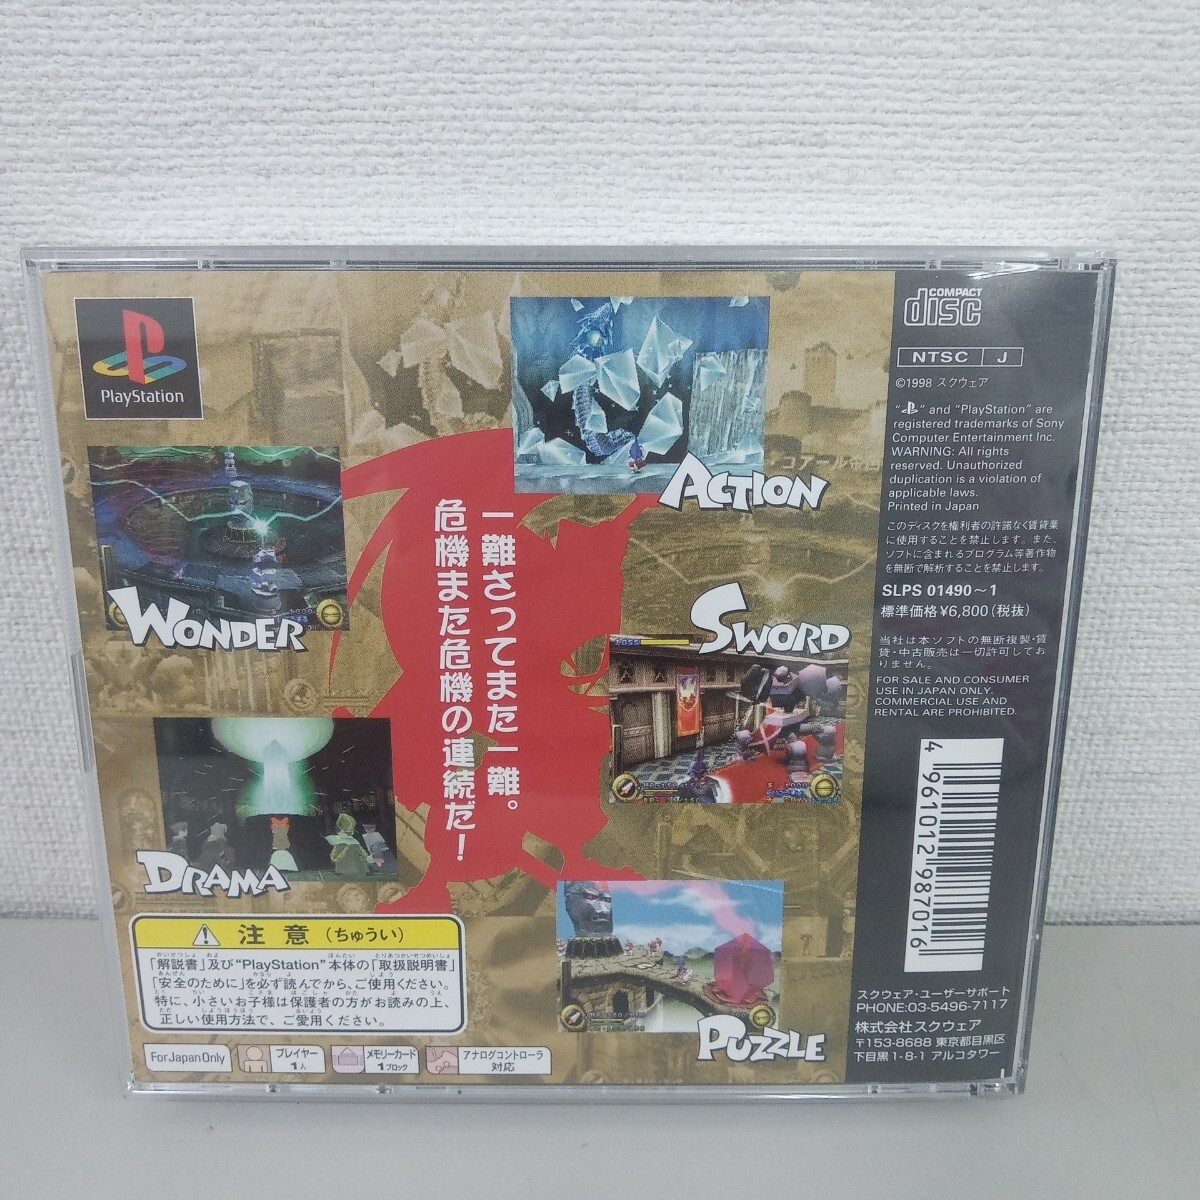 PlayStation
ACTION
WONDER
SWORD
DRAMA
PUZZLE
一難さってまた一難。
危機また危機の連続だ！
注意（ちゅうい）
「解説書」及び“PlayStation”本体の「取扱説明書」
「安全のために」を必ず読んでから、ご使用ください。
特に、小さいお子様は保護者の方がお読みの上、
正しい使用方法で、ご愛用ください。
For Japan Only
プレイヤー
1人
メモリーカード
1ブロック
アナログコントローラ
対応
COMPACT
disc
NTSC J
©1998 スクウェア
“ ” and “PlayStation” are
registered trademarks of Sony
Computer Entertainment Inc.
WARNING: All rights
reserved. Unauthorized
duplication is a violation of
applicable laws.
Printed in Japan
このディスクを権利者の許諾なく賃貸業
に使用することを禁止します。また、
ソフトに含まれるプログラム等著作物
を無断で解析することを禁止します。
SLPS 01490～1
標準価格¥6,800(税抜)
当社は本ソフトの無断複製・賃
貸・中古販売は一切許可してお
りません。
FOR SALE AND CONSUMER
USE IN JAPAN ONLY.
COMMERCIAL USE AND
RENTAL ARE PROHIBITED.
4 961012 987016
スクウェア・ユーザーサポート
PHONE:03-5496-7117
株式会社スクウェア
〒153-8688 東京都目黒区
下目黒1-8-1 アルコタワー